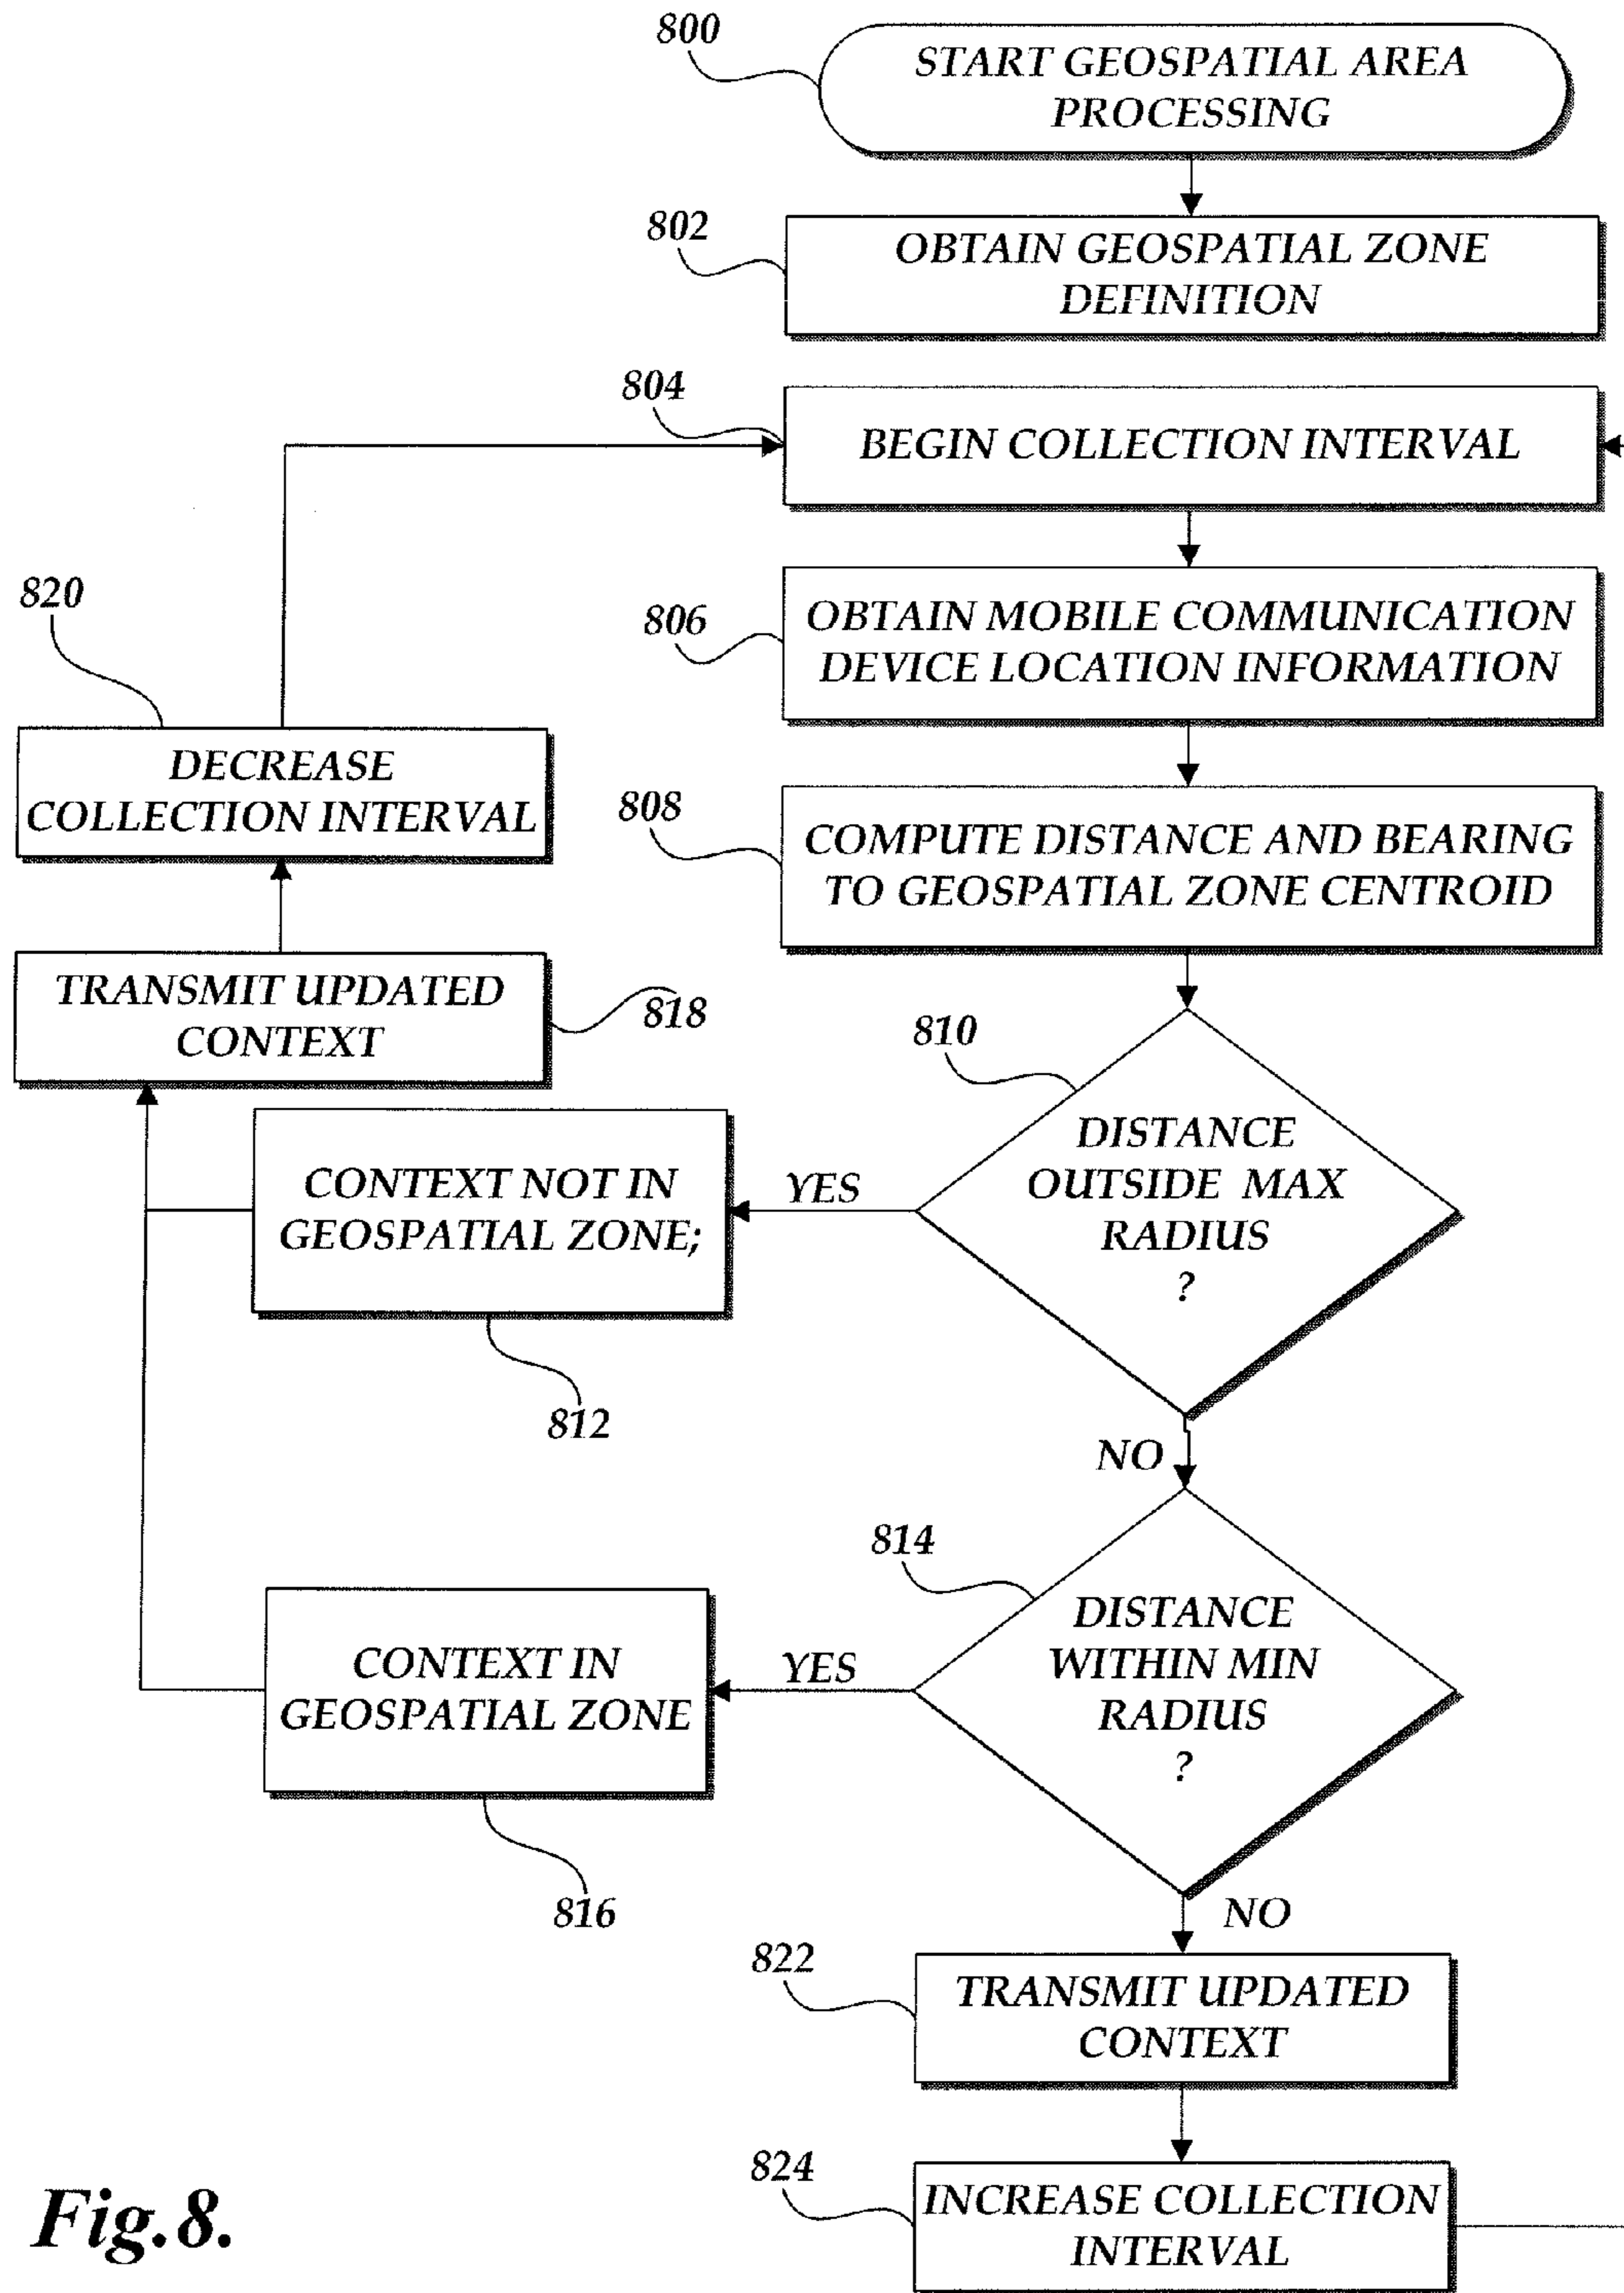 800
START GEOSPATIAL AREA
PROCESSING
802
OBTAIN GEOSPATIAL ZONE
DEFINITION
804
BEGIN COLLECTION INTERVAL
806
OBTAIN MOBILE COMMUNICATION
DEVICE LOCATION INFORMATION
820
DECREASE
COLLECTION INTERVAL
808
COMPUTE DISTANCE AND BEARING
TO GEOSPATIAL ZONE CENTROID
TRANSMIT UPDATED
CONTEXT
818
810
DISTANCE
OUTSIDE MAX
RADIUS
?
YES
CONTEXT NOT IN
GEOSPATIAL ZONE;
812
NO
814
DISTANCE
WITHIN MIN
RADIUS
?
YES
CONTEXT IN
GEOSPATIAL ZONE
816
NO
822
TRANSMIT UPDATED
CONTEXT
824
INCREASE COLLECTION
INTERVAL
Fig.8.